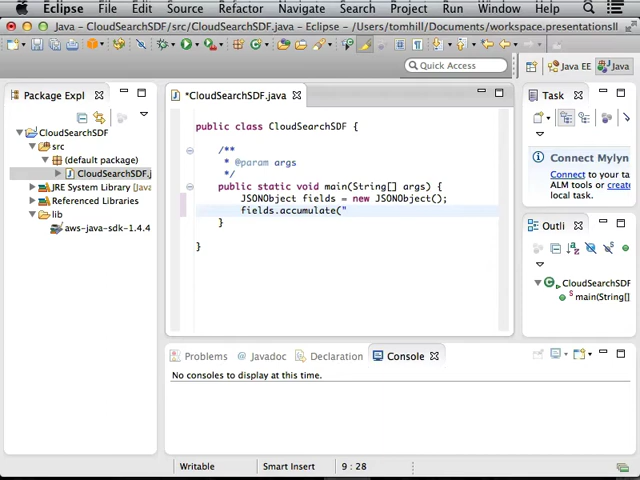 Eclipse File Edit Source Refactor Navigate Search Project Run Window Help
Java - CloudSearchSDF/src/CloudSearchSDF.java - Eclipse - /Users/tomhill/Documents/workspace.presentationsII
Quick Access
Java EE
Java
Package Expl
CloudSearchSDF
src
(default package)
CloudSearchSDF.j
JRE System Library [Java
Referenced Libraries
lib
aws-java-sdk-1.4.4
*CloudSearchSDF.java
public class CloudSearchSDF {
/**
* @param args
*/
public static void main(String[] args) {
JSONObject fields = new JSONObject();
fields.accumulate("
}
}
Task
Connect Mylyn
Connect to your task
ALM tools or create
local task.
Outli
CloudSearchSDF
main(String[]
Problems
Javadoc
Declaration
Console
No consoles to display at this time.
Writable
Smart Insert
9 : 28